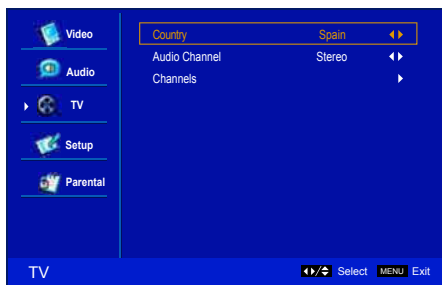 Video
Audio
TV
Setup
Parental
Country Spain
Audio Channel Stereo
Channels
TV Select MENU Exit